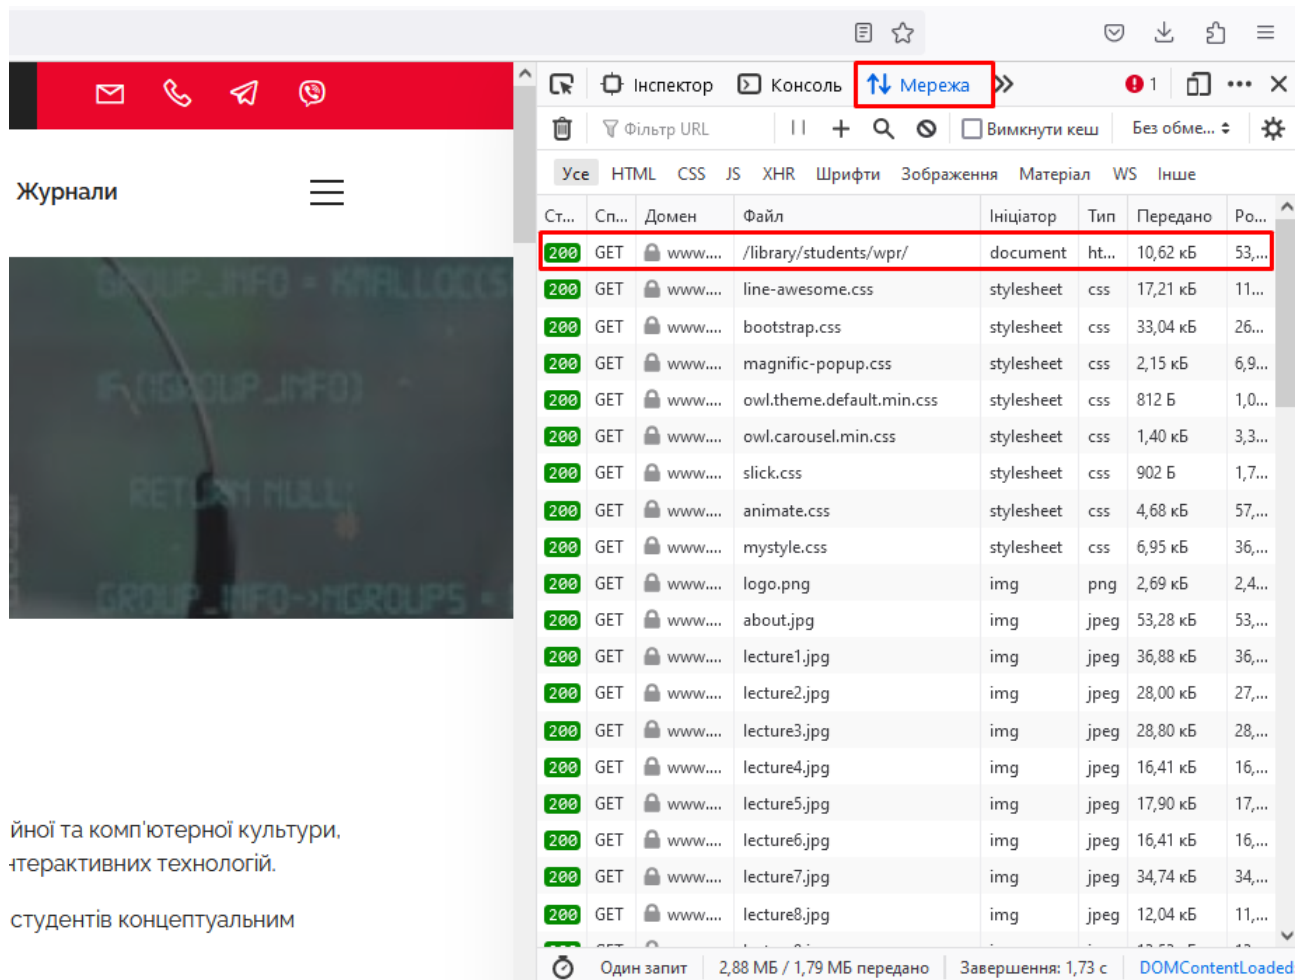 Інспектор Консоль Мережа 1
Фільтр URL Вимкнути кеш Без обме...
Усе HTML CSS JS XHR Шрифти Зображення Матеріал WS Інше
Журнали
Ст... Сп... Домен Файл Ініціатор Тип Передано Ро...
200 GET www.... /library/students/wpr/ document ht... 10,62 кБ 53,...
200 GET www.... line-awesome.css stylesheet css 17,21 кБ 11...
200 GET www.... bootstrap.css stylesheet css 33,04 кБ 26...
200 GET www.... magnific-popup.css stylesheet css 2,15 кБ 6,9...
200 GET www.... owl.theme.default.min.css stylesheet css 812 Б 1,0...
200 GET www.... owl.carousel.min.css stylesheet css 1,40 кБ 3,3...
200 GET www.... slick.css stylesheet css 902 Б 1,7...
200 GET www.... animate.css stylesheet css 4,68 кБ 57,...
200 GET www.... mystyle.css stylesheet css 6,95 кБ 36,...
200 GET www.... logo.png img png 2,69 кБ 2,4...
200 GET www.... about.jpg img jpeg 53,28 кБ 53,...
200 GET www.... lecture1.jpg img jpeg 36,88 кБ 36,...
200 GET www.... lecture2.jpg img jpeg 28,00 кБ 27,...
200 GET www.... lecture3.jpg img jpeg 28,80 кБ 28,...
200 GET www.... lecture4.jpg img jpeg 16,41 кБ 16,...
200 GET www.... lecture5.jpg img jpeg 17,90 кБ 17,...
200 GET www.... lecture6.jpg img jpeg 16,41 кБ 16,...
200 GET www.... lecture7.jpg img jpeg 34,74 кБ 34,...
200 GET www.... lecture8.jpg img jpeg 12,04 кБ 11,...
Один запит 2,88 МБ / 1,79 МБ передано Завершення: 1,73 с DOMContentLoaded
IF (!GROUP_INFO)
RETURN NULL;
GROUP_INFO->NGROUPS =
йної та комп'ютерної культури,
нтерактивних технологій.
студентів концептуальним